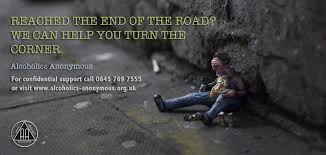 REACHED THE END OF THE ROAD?
WE CAN HELP YOU TURN THE
CORNER.
Alcoholics Anonymous
For confidential support call 0845 769 7555
or visit www.alcoholics-anonymous.org.uk